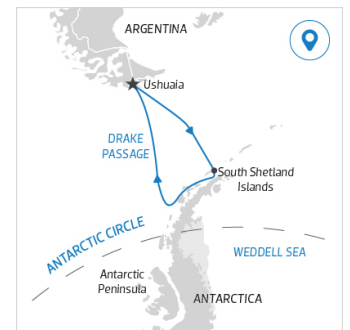 ARGENTINA
Ushuaia
DRAKE
PASSAGE
South Shetland
Islands
ANTARCTIC CIRCLE
WEDDELL SEA
Antarctic
Peninsula
ANTARCTICA